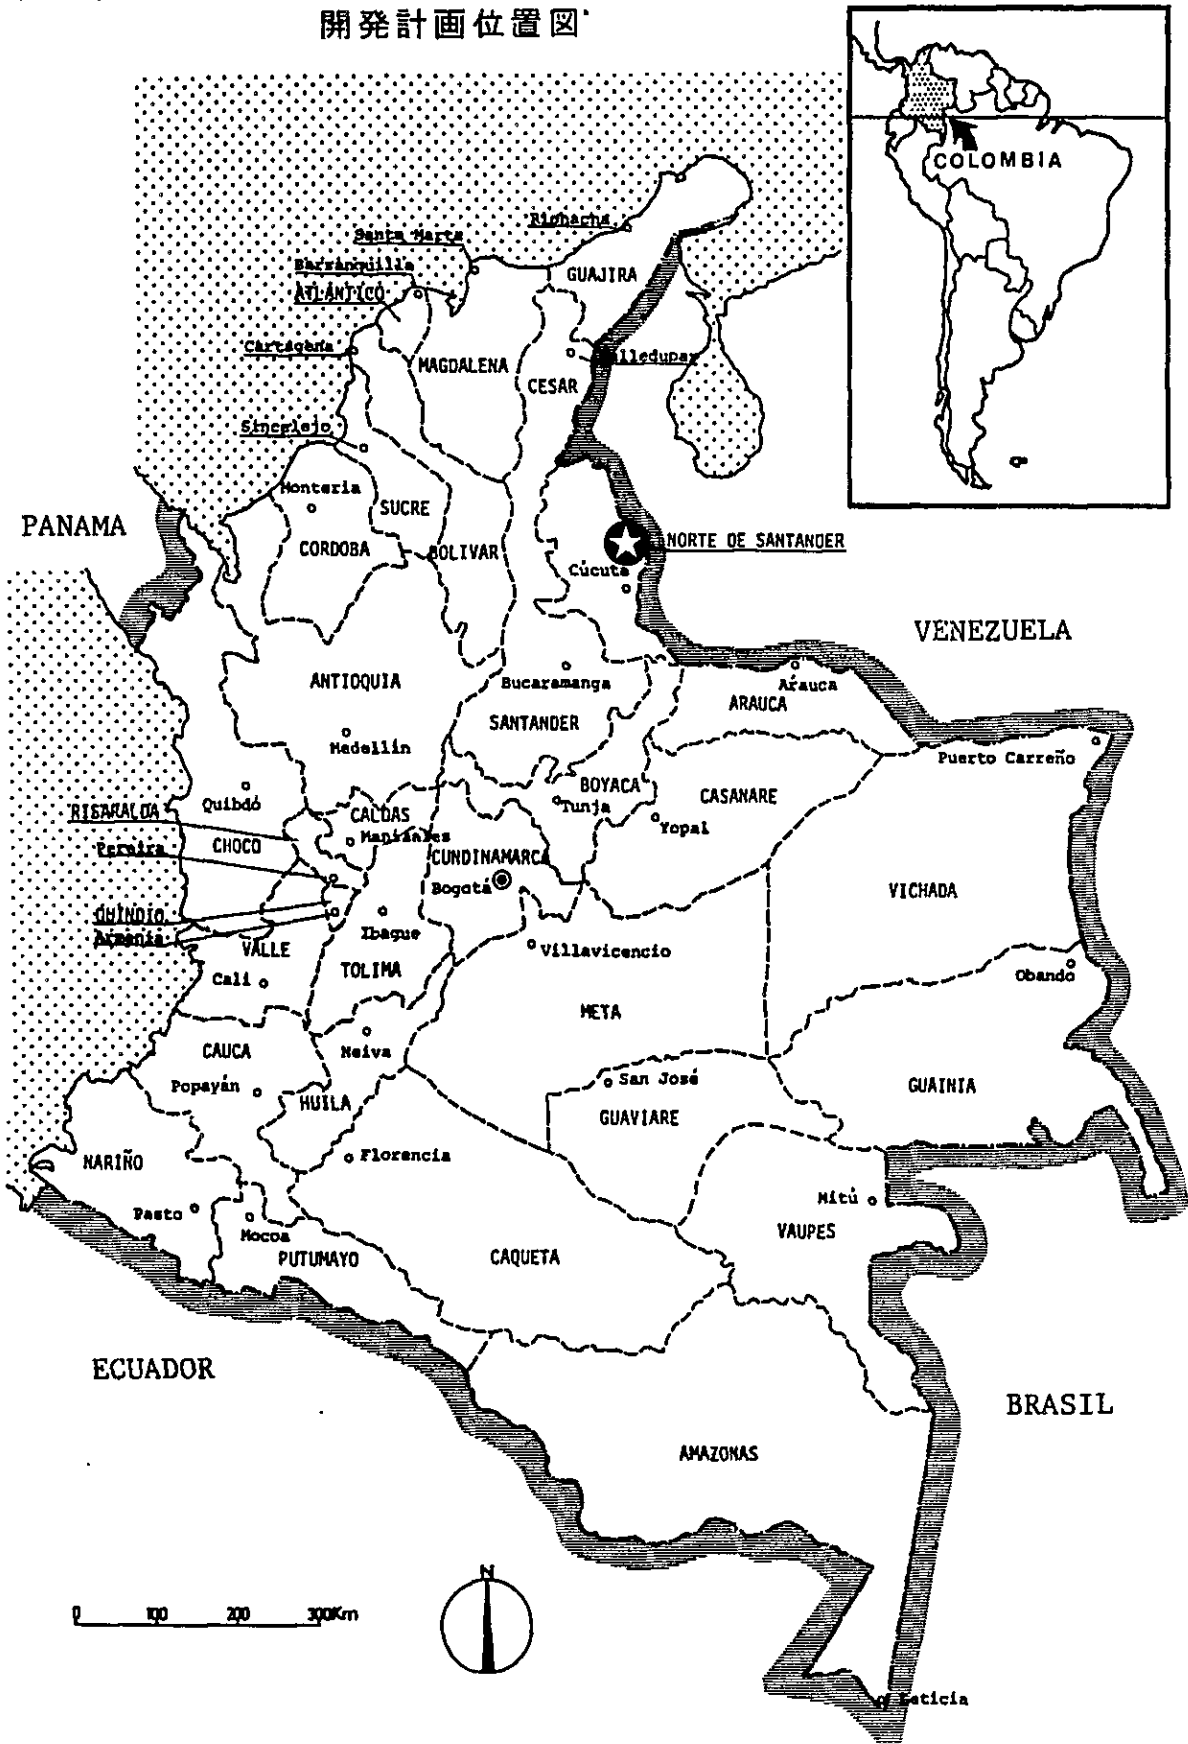 開発計画位置図
COLOMBIA
Riohacha
Santa Marta
Barranquilla
ATLÁNTICO
GUAJIRA
Cartagena
MAGDALENA
Valledupar
CESAR
Sincelejo
Monteria
SUCRE
PANAMA
CORDOBA
BOLIVAR
NORTE DE SANTANDER
Cúcuta
VENEZUELA
ANTIOQUIA
Bucaramanga
Arauca
ARAUCA
SANTANDER
Medellín
Puerto Carreño
BOYACA
Tunja
CASANARE
Quibdó
RISARALDA
CALDAS
Yopal
Manizales
CHOCO
Pereira
CUNDINAMARCA
Bogotá
VICHADA
QUINDIO
Armenia
Ibague
VALLE
Villavicencio
TOLIMA
Cali
Obando
META
CAUCA
Neiva
San José
Popayán
HUILA
GUAVIARE
GUAINIA
NARIÑO
Florencia
Mitú
Pasto
Mocoa
VAUPES
PUTUMAYO
CAQUETA
ECUADOR
BRASIL
AMAZONAS
N
0 100 200 300Km
Leticia